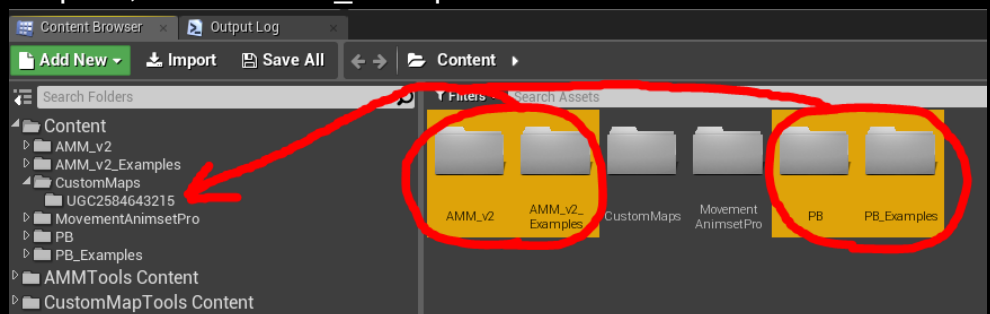 Content Browser
Output Log
Add New
Import
Save All
Content
Search Folders
Filters
Search Assets
Content
AMM_v2
AMM_v2_Examples
CustomMaps
UGC2584643215
MovementAnimsetPro
PB
PB_Examples
AMMTools Content
CustomMapTools Content
AMM_v2
AMM_v2_
Examples
CustomMaps
Movement
AnimsetPro
PB
PB_Examples